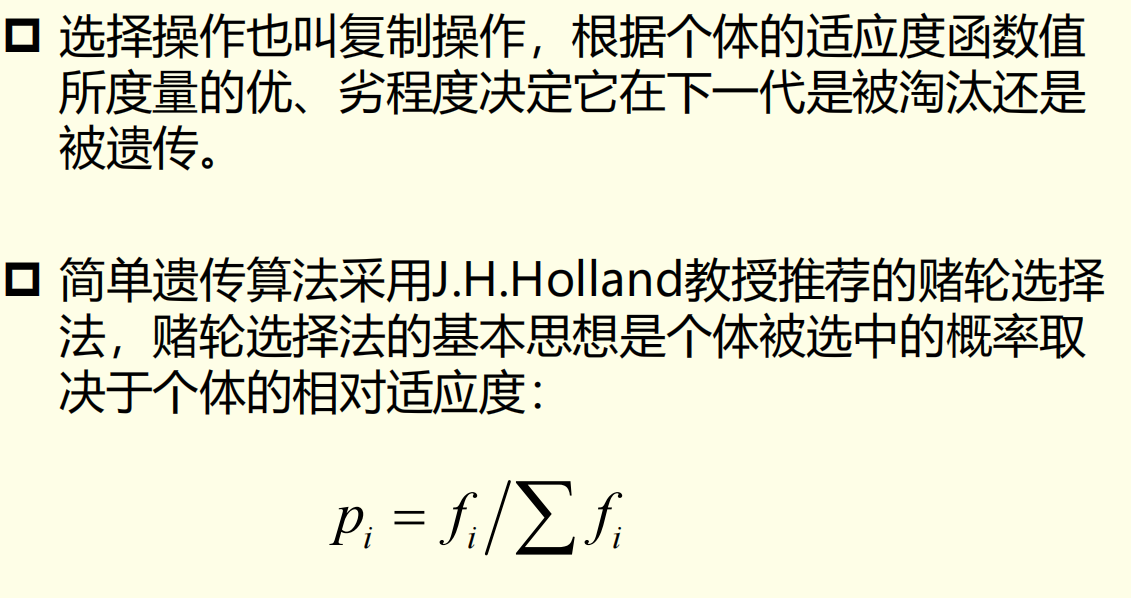 选择操作也叫复制操作，根据个体的适应度函数值
所度量的优、劣程度决定它在下一代是被淘汰还是
被遗传。
简单遗传算法采用J.H.Holland教授推荐的赌轮选择
法，赌轮选择法的基本思想是个体被选中的概率取
决于个体的相对适应度：
pᵢ = fᵢ/∑fᵢ